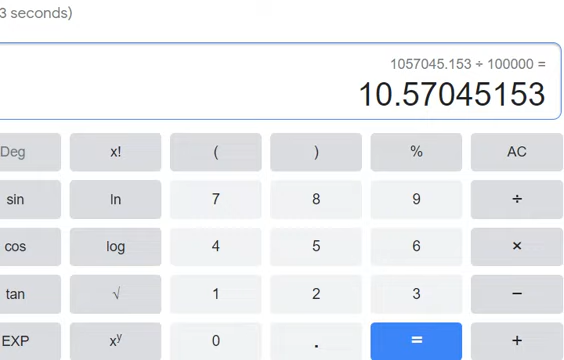 3 seconds)
1057045.153 ÷ 100000 =
10.57045153
Deg x! ( ) % AC
sin ln 7 8 9 ÷
cos log 4 5 6 ×
tan √ 1 2 3 −
EXP xʸ 0 . = +